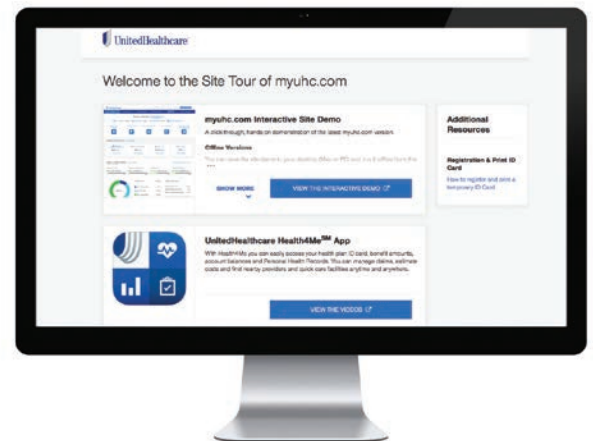 UnitedHealthcare
Welcome to the Site Tour of myuhc.com
myuhc.com Interactive Site Demo
A click through, hands on demonstration of the latest myuhc.com version.
Offline Versions
SHOW MORE
VIEW THE INTERACTIVE DEMO
UnitedHealthcare Health4Me SM App
With Health4Me you can easily access your health plan ID card, benefit amounts,
account balances and Personal Health Records. You can manage claims, estimate
costs and find nearby providers and quick care facilities anytime and anywhere.
VIEW THE VIDEOS
Additional
Resources
Registration & Print ID
Card
How to register and print a
temporary ID Card